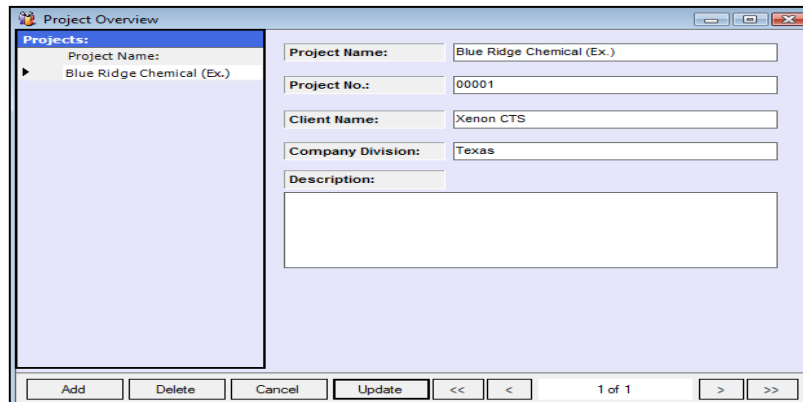 Project Overview
Projects:
Project Name:
Blue Ridge Chemical (Ex.)
Project Name: Blue Ridge Chemical (Ex.)
Project No.: 00001
Client Name: Xenon CTS
Company Division: Texas
Description:
Add Delete Cancel Update << < 1 of 1 > >>